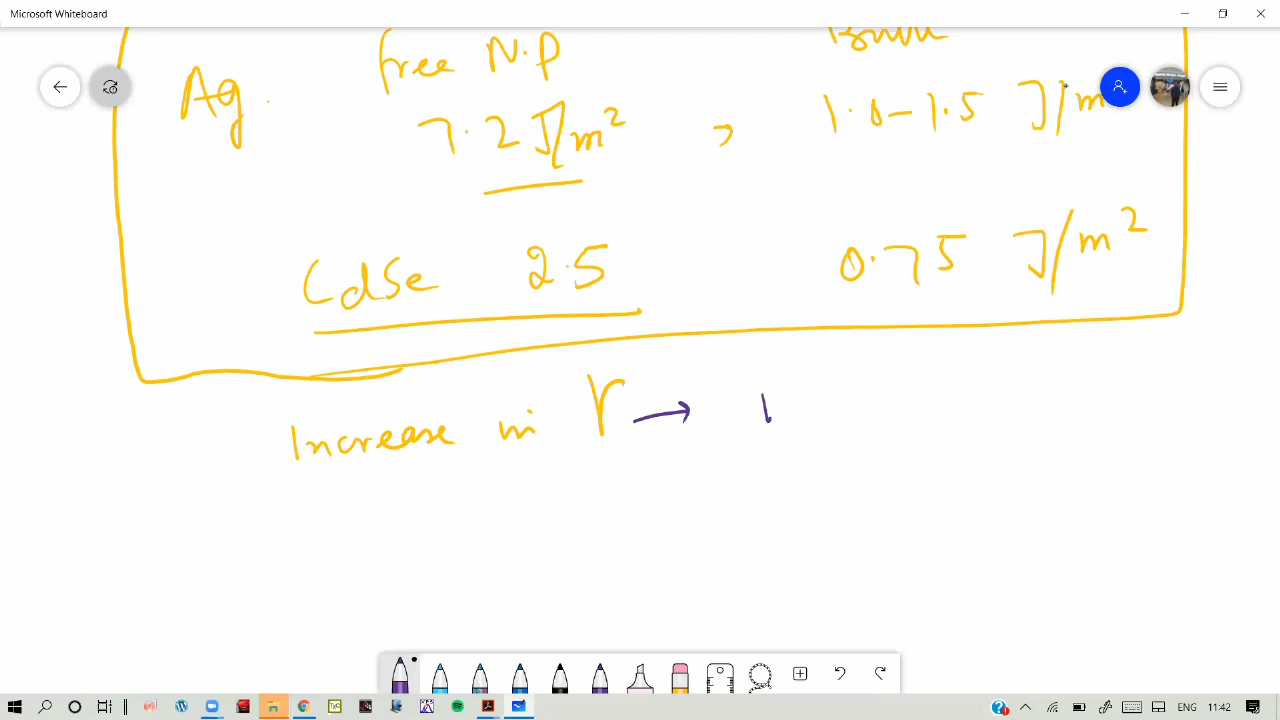 Microsoft Whiteboard
free N.P
Ag.
7.2 J/m²
,
1.0-1.5 J/m
CdSe 2.5 0.75 J/m²
Increase in γ →
ENG 11:42